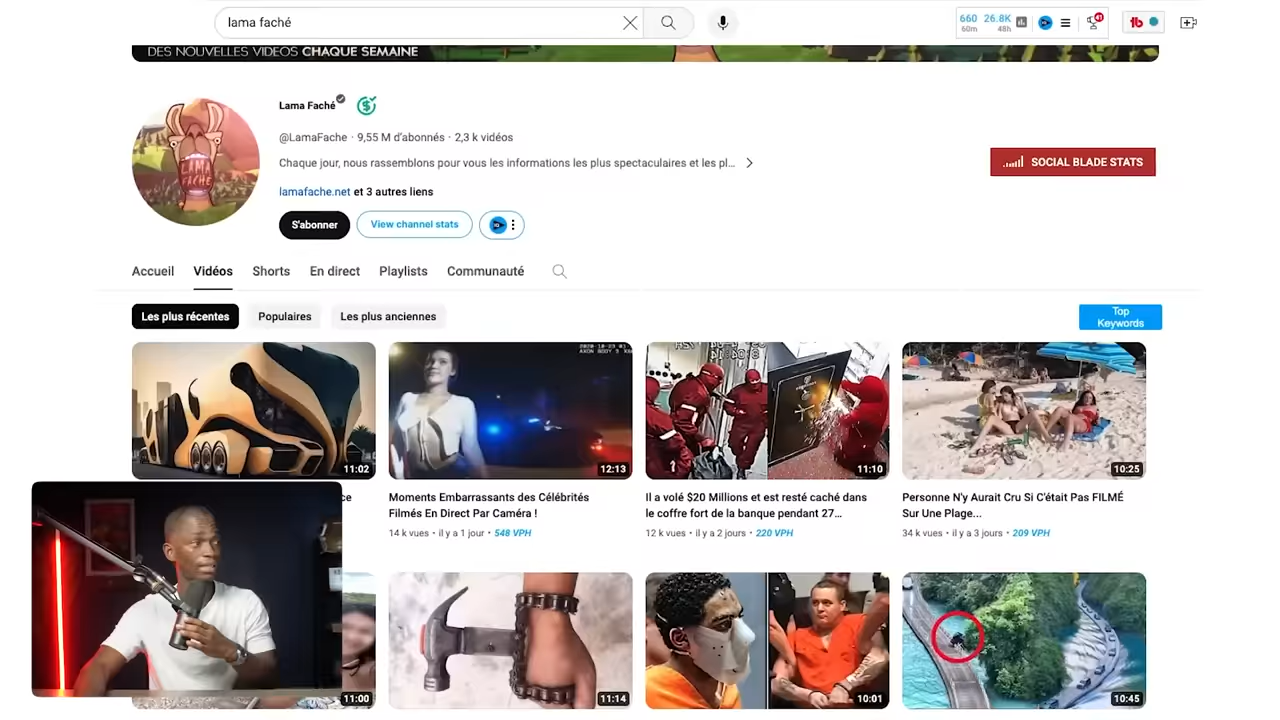 lama faché
660
60m
26.8K
48h
41
DES NOUVELLES VIDEOS CHAQUE SEMAINE
LAMA
FACHÉ
Lama Faché
@LamaFache · 9,55 M d'abonnés · 2,3 k vidéos
Chaque jour, nous rassemblons pour vous les informations les plus spectaculaires et les pl...
lamafache.net et 3 autres liens
SOCIAL BLADE STATS
S'abonner
View channel stats
Accueil
Vidéos
Shorts
En direct
Playlists
Communauté
Les plus récentes
Populaires
Les plus anciennes
Top
Keywords
11:02
12:13
11:10
10:25
Moments Embarrassants des Célébrités
Filmés En Direct Par Caméra !
14 k vues • il y a 1 jour • 548 VPH
Il a volé $20 Millions et est resté caché dans
le coffre fort de la banque pendant 27...
12 k vues • il y a 2 jours • 220 VPH
Personne N'y Aurait Cru Si C'était Pas FILMÉ
Sur Une Plage...
34 k vues • il y a 3 jours • 209 VPH
11:00
11:14
10:01
10:45